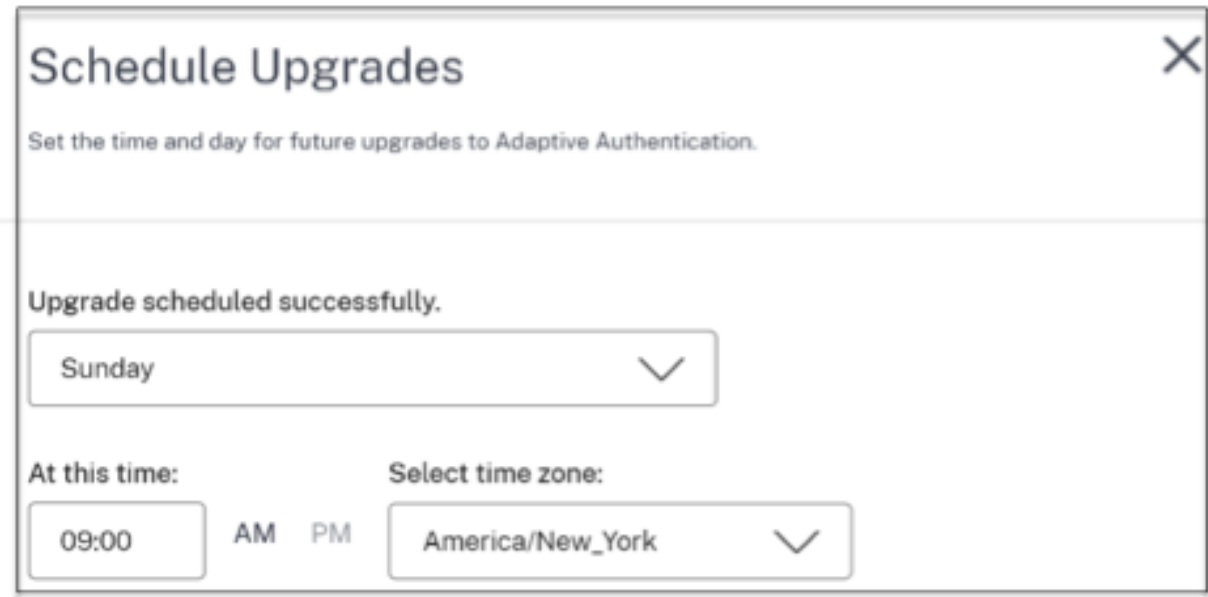 Schedule Upgrades
Set the time and day for future upgrades to Adaptive Authentication.
Upgrade scheduled successfully.
Sunday
At this time: Select time zone:
09:00 AM PM America/New_York